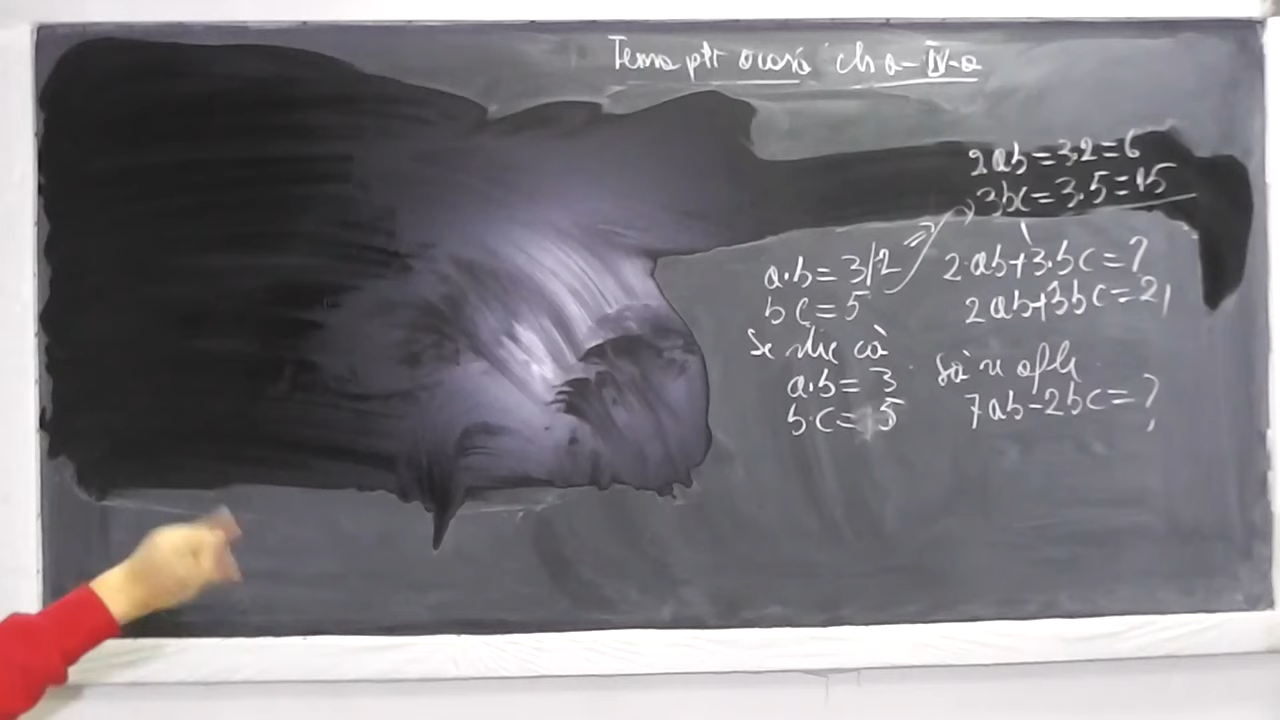 Tema ptr acasă cls a-IV-a
2ab=3.2=6
3bc=3.5=15
a.b=3/.2 =>
bc=5
2.ab+3.bc=?
2ab+3bc=21
Se știe că
a.b=3
b.c=5
Să se afle
7ab-2bc=?